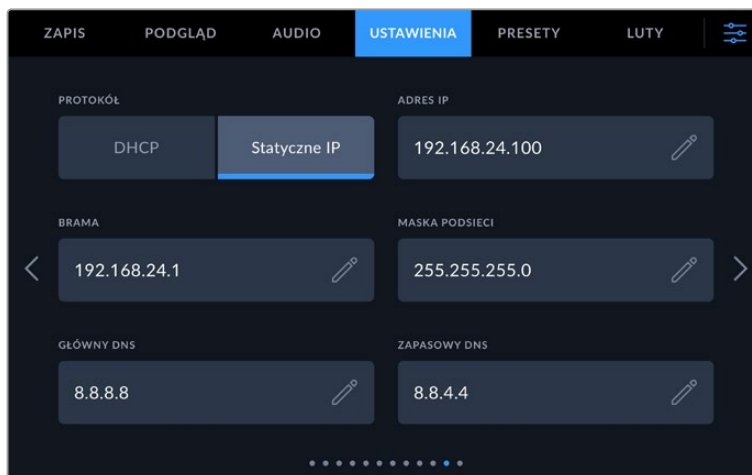 ZAPIS PODGLĄD AUDIO USTAWIENIA PRESETY LUTY
PROTOKÓŁ ADRES IP
DHCP Statyczne IP 192.168.24.100
BRAMA MASKA PODSIECI
192.168.24.1 255.255.255.0
GŁÓWNY DNS ZAPASOWY DNS
8.8.8.8 8.8.4.4